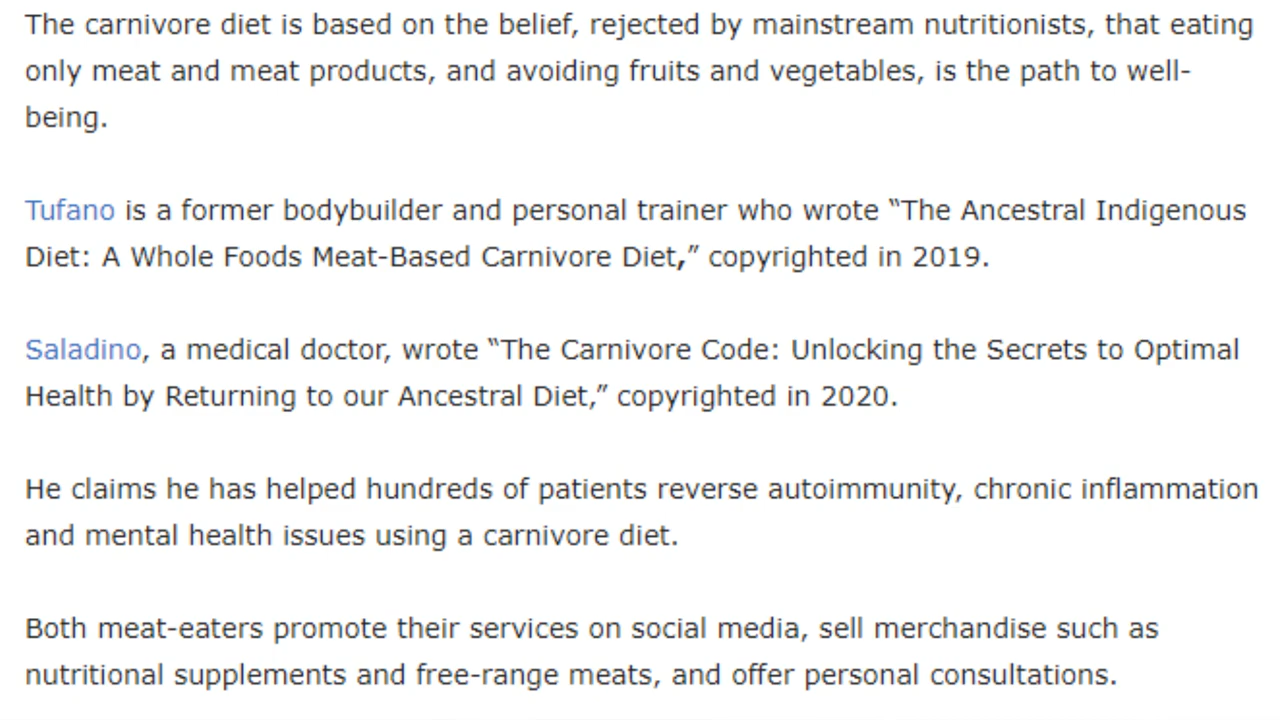 The carnivore diet is based on the belief, rejected by mainstream nutritionists, that eating
only meat and meat products, and avoiding fruits and vegetables, is the path to well-
being.
Tufano is a former bodybuilder and personal trainer who wrote “The Ancestral Indigenous
Diet: A Whole Foods Meat-Based Carnivore Diet,” copyrighted in 2019.
Saladino, a medical doctor, wrote “The Carnivore Code: Unlocking the Secrets to Optimal
Health by Returning to our Ancestral Diet,” copyrighted in 2020.
He claims he has helped hundreds of patients reverse autoimmunity, chronic inflammation
and mental health issues using a carnivore diet.
Both meat-eaters promote their services on social media, sell merchandise such as
nutritional supplements and free-range meats, and offer personal consultations.